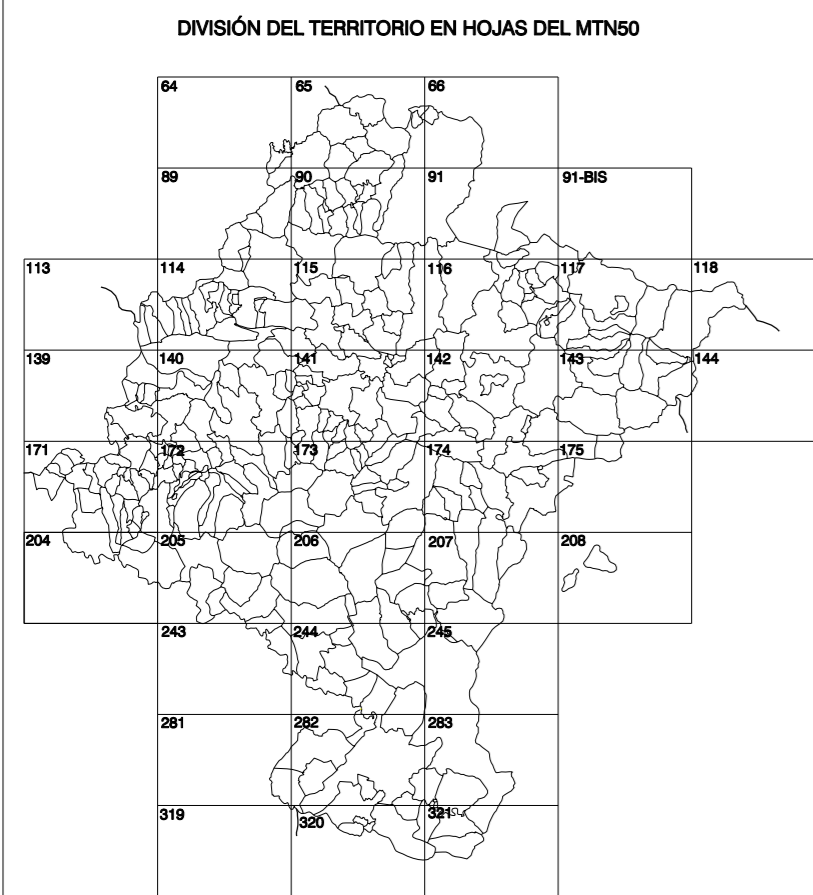 DIVISIÓN DEL TERRITORIO EN HOJAS DEL MTN50
64 65 66
89 90 91 91-BIS
113 114 115 116 117 118
139 140 141 142 143 144
171 172 173 174 175
204 205 206 207 208
243 244 245
281 282 283
319 320 321